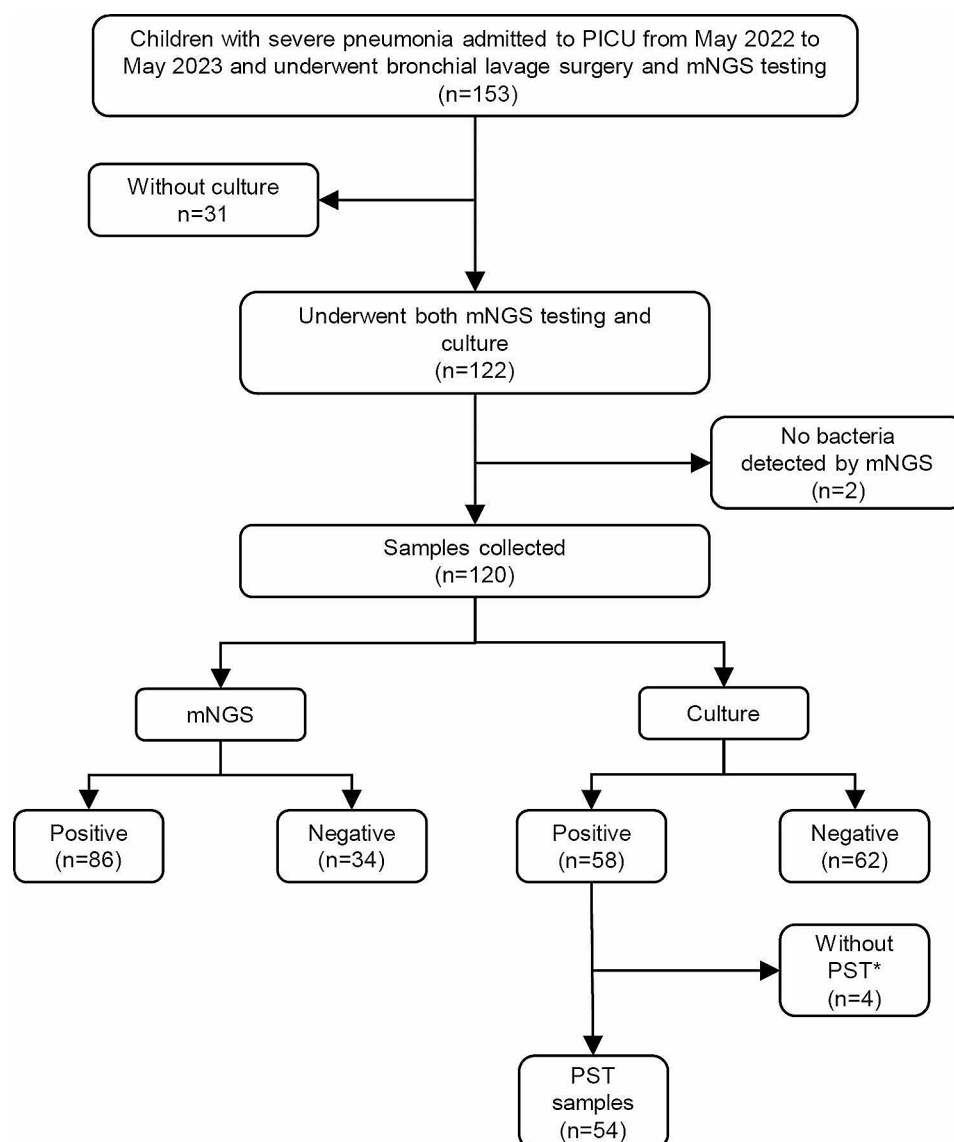 Children with severe pneumonia admitted to PICU from May 2022 to
May 2023 and underwent bronchial lavage surgery and mNGS testing
(n=153)
Without culture
n=31
Underwent both mNGS testing and
culture
(n=122)
No bacteria
detected by mNGS
(n=2)
Samples collected
(n=120)
mNGS
Culture
Positive
(n=86)
Negative
(n=34)
Positive
(n=58)
Negative
(n=62)
Without
PST*
(n=4)
PST
samples
(n=54)